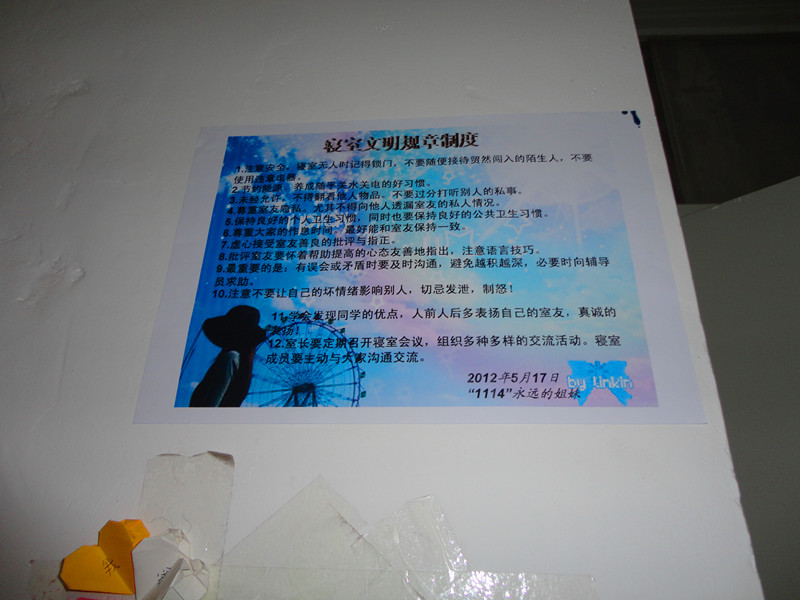 寝室文明规章制度
1.注意安全，寝室无人时记得锁门，不要随便接待贸然闯入的陌生人，不要
使用违章电器。
2.节约能源，养成随手关水关电的好习惯。
3.未经允许，不得翻看他人物品。不要过分打听别人的私事。
4.尊重室友隐私。尤其不得向他人透漏室友的私人情况。
5.保持良好的个人卫生习惯，同时也要保持良好的公共卫生习惯。
6.尊重大家的作息时间。最好能和室友保持一致。
7.虚心接受室友善良的批评与指正。
8.批评室友要怀着帮助提高的心态友善地指出，注意语言技巧。
9.最重要的是：有误会或矛盾时要及时沟通，避免越积越深，必要时向辅导
员求助。
10.注意不要让自己的坏情绪影响别人，切忌发泄，制怒！
11.学会发现同学的优点，人前人后多表扬自己的室友，真诚的
表扬！
12.室长要定期召开寝室会议，组织多种多样的交流活动。寝室
成员要主动与大家沟通交流。
2012年5月17日
“1114”永远的姐妹
by linkin